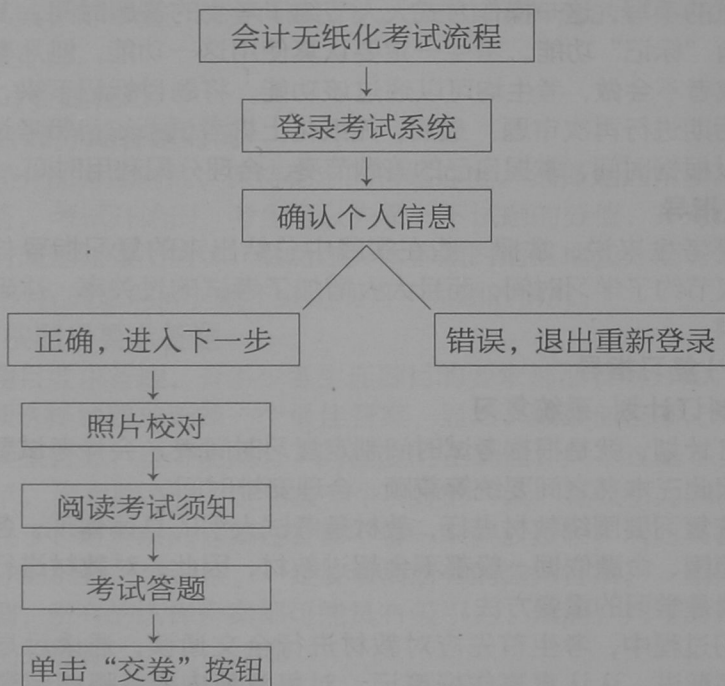 会计无纸化考试流程
登录考试系统
确认个人信息
正确，进入下一步
错误，退出重新登录
照片校对
阅读考试须知
考试答题
单击“交卷”按钮